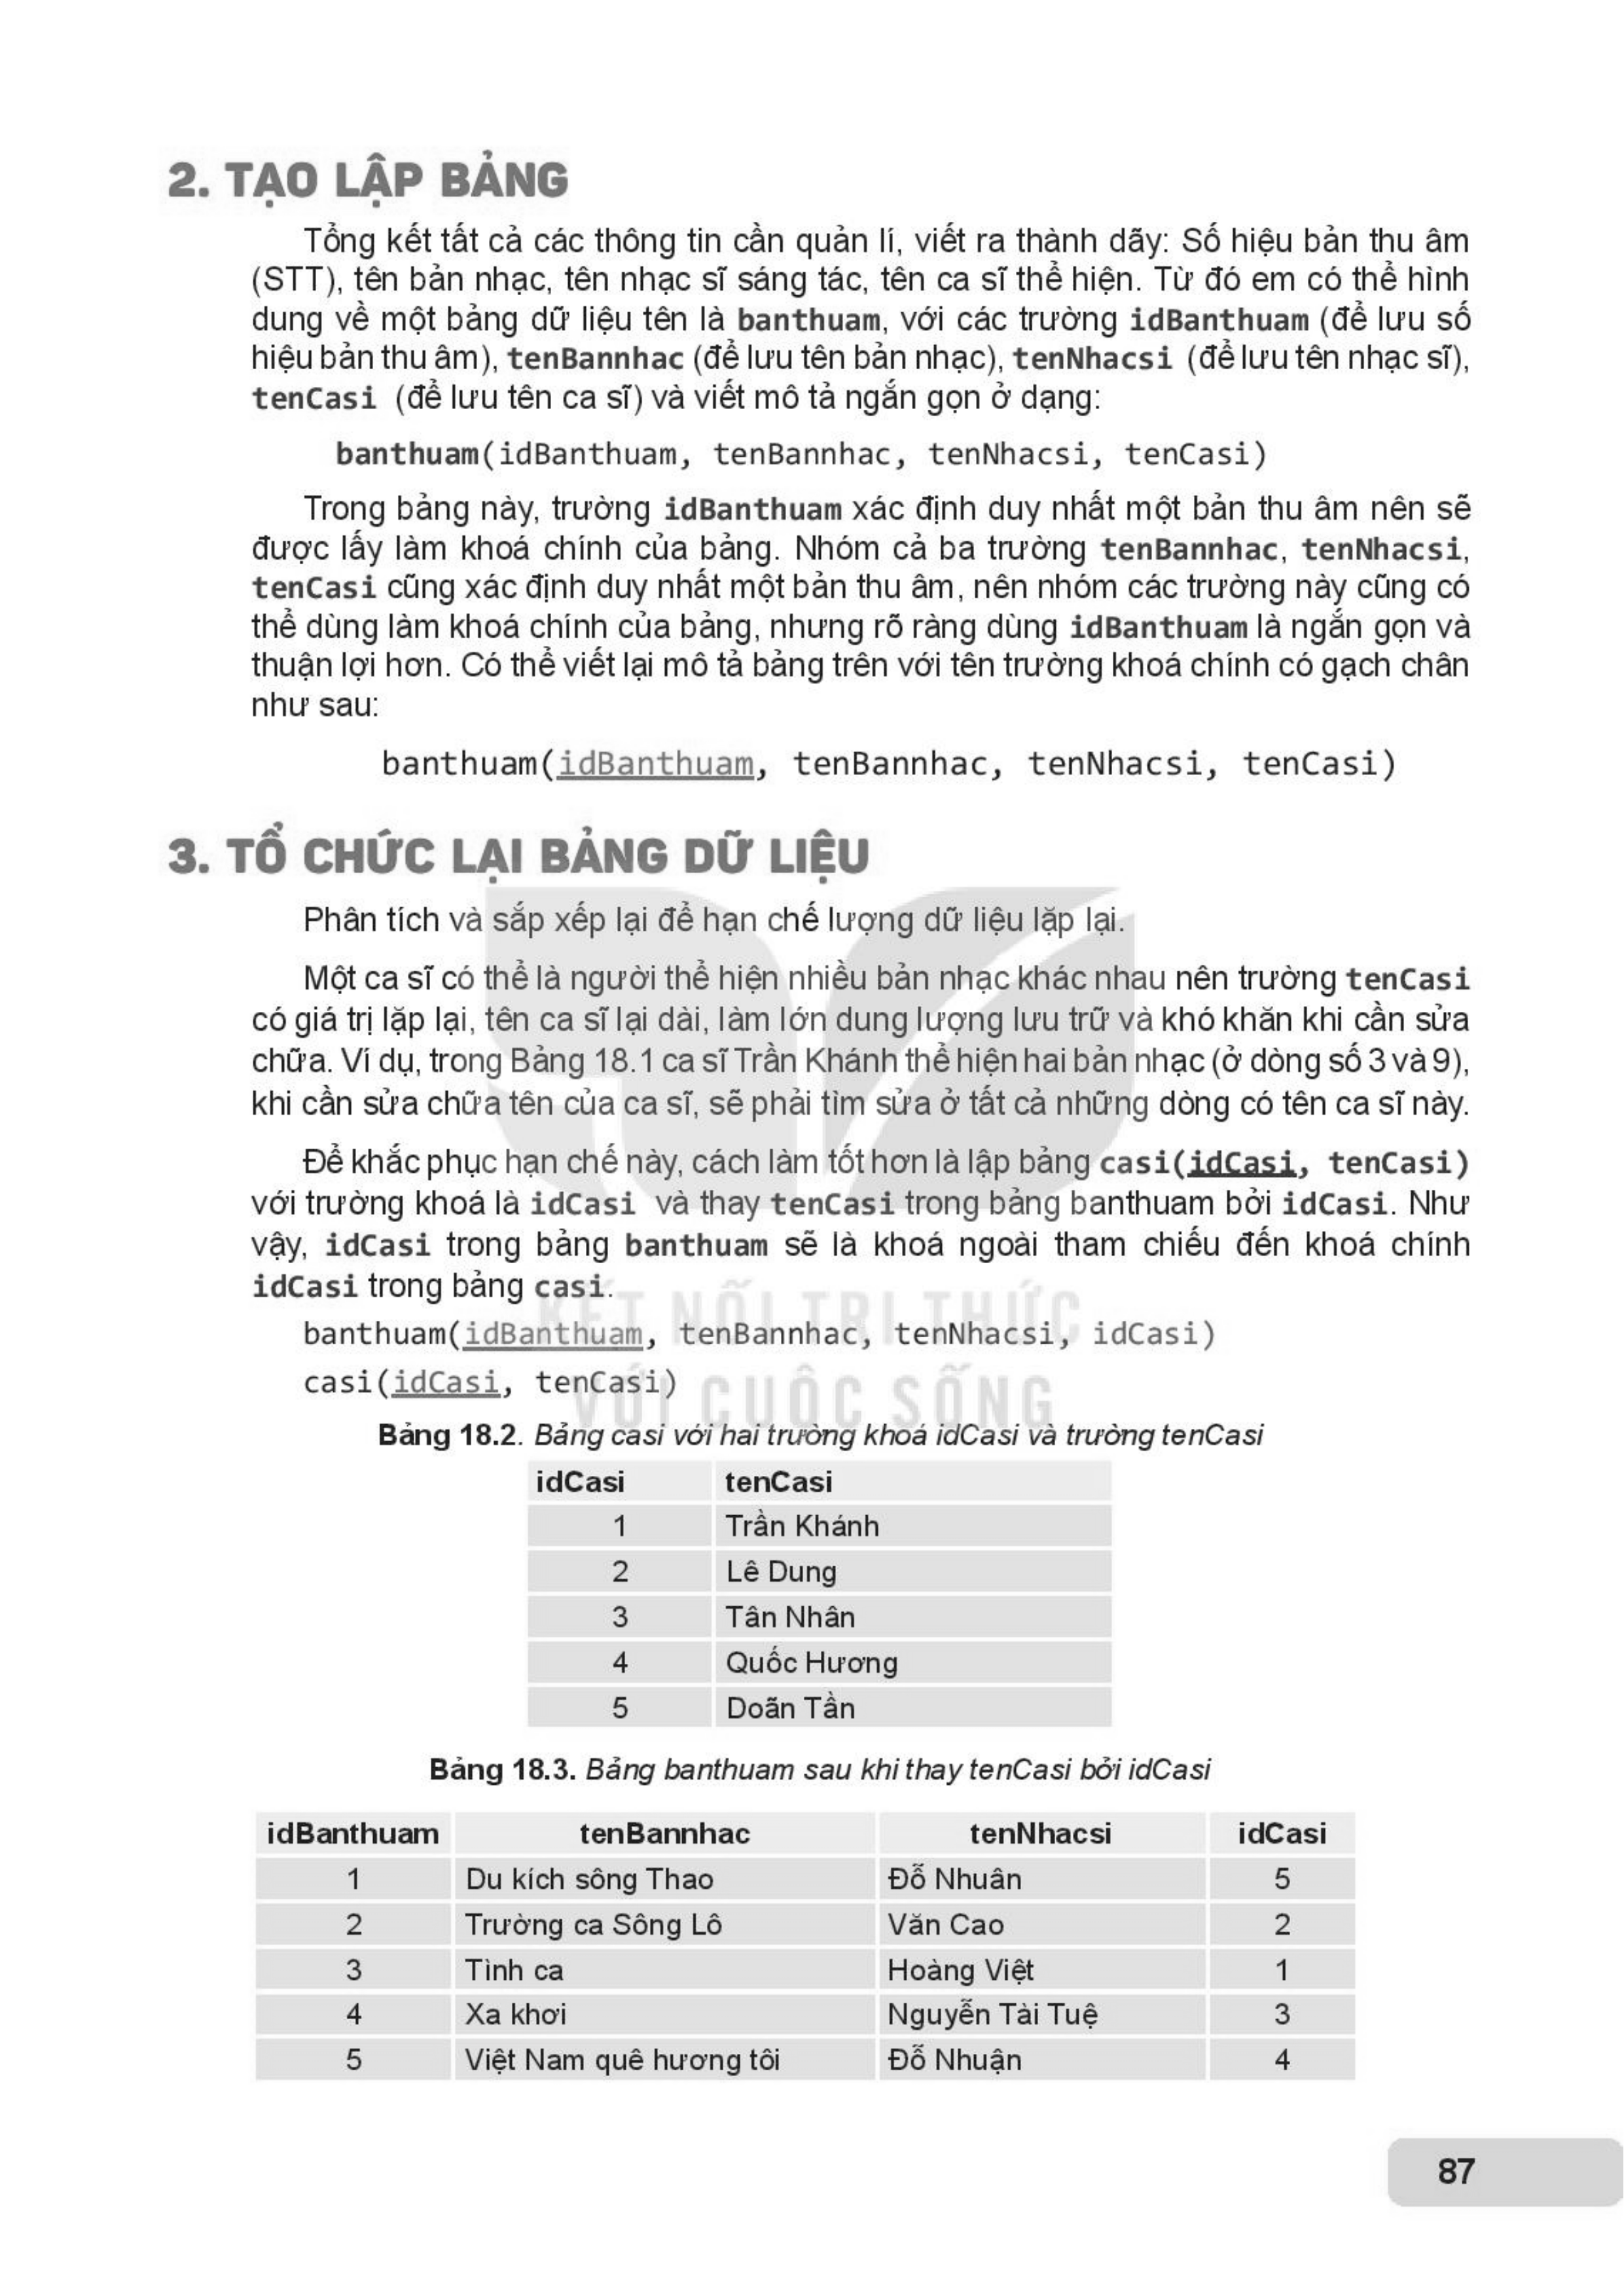 2. TẠO LẬP BẢNG
Tổng kết tất cả các thông tin cần quản lí, viết ra thành dãy: Số hiệu bản thu âm
(STT), tên bản nhạc, tên nhạc sĩ sáng tác, tên ca sĩ thể hiện. Từ đó em có thể hình
dung về một bảng dữ liệu tên là banthuam, với các trường idBanthuam (để lưu số
hiệu bản thu âm), tenBannhac (để lưu tên bản nhạc), tenNhacsi (để lưu tên nhạc sĩ),
tenCasi (để lưu tên ca sĩ) và viết mô tả ngắn gọn ở dạng:
banthuam(idBanthuam, tenBannhac, tenNhacsi, tenCasi)
Trong bảng này, trường idBanthuam xác định duy nhất một bản thu âm nên sẽ
được lấy làm khoá chính của bảng. Nhóm cả ba trường tenBannhac, tenNhacsi,
tenCasi cũng xác định duy nhất một bản thu âm, nên nhóm các trường này cũng có
thể dùng làm khoá chính của bảng, nhưng rõ ràng dùng idBanthuam là ngắn gọn và
thuận lợi hơn. Có thể viết lại mô tả bảng trên với tên trường khoá chính có gạch chân
như sau:
banthuam(idBanthuam, tenBannhac, tenNhacsi, tenCasi)
3. TỔ CHỨC LẠI BẢNG DỮ LIỆU
Phân tích và sắp xếp lại để hạn chế lượng dữ liệu lặp lại.
Một ca sĩ có thể là người thể hiện nhiều bản nhạc khác nhau nên trường tenCasi
có giá trị lặp lại, tên ca sĩ lại dài, làm lớn dung lượng lưu trữ và khó khăn khi cần sửa
chữa. Ví dụ, trong Bảng 18.1 ca sĩ Trần Khánh thể hiện hai bản nhạc (ở dòng số 3 và 9),
khi cần sửa chữa tên của ca sĩ, sẽ phải tìm sửa ở tất cả những dòng có tên ca sĩ này.
Để khắc phục hạn chế này, cách làm tốt hơn là lập bảng casi(idCasi, tenCasi)
với trường khoá là idCasi và thay tenCasi trong bảng banthuam bởi idCasi. Như
vậy, idCasi trong bảng banthuam sẽ là khoá ngoài tham chiếu đến khoá chính
idCasi trong bảng casi.
KẾT NỐI TRI THỨC
banthuam(idBanthuam, tenBannhac, tenNhacsi, idCasi)
casi(idCasi, tenCasi)
VỚI CUỘC SỐNG
Bảng 18.2. Bảng casi với hai trường khoá idCasi và trường tenCasi
idCasi tenCasi
1 Trần Khánh
2 Lê Dung
3 Tân Nhân
4 Quốc Hương
5 Doãn Tần
Bảng 18.3. Bảng banthuam sau khi thay tenCasi bởi idCasi
idBanthuam tenBannhac tenNhacsi idCasi
1 Du kích sông Thao Đỗ Nhuân 5
2 Trường ca Sông Lô Văn Cao 2
3 Tình ca Hoàng Việt 1
4 Xa khơi Nguyễn Tài Tuệ 3
5 Việt Nam quê hương tôi Đỗ Nhuận 4
87